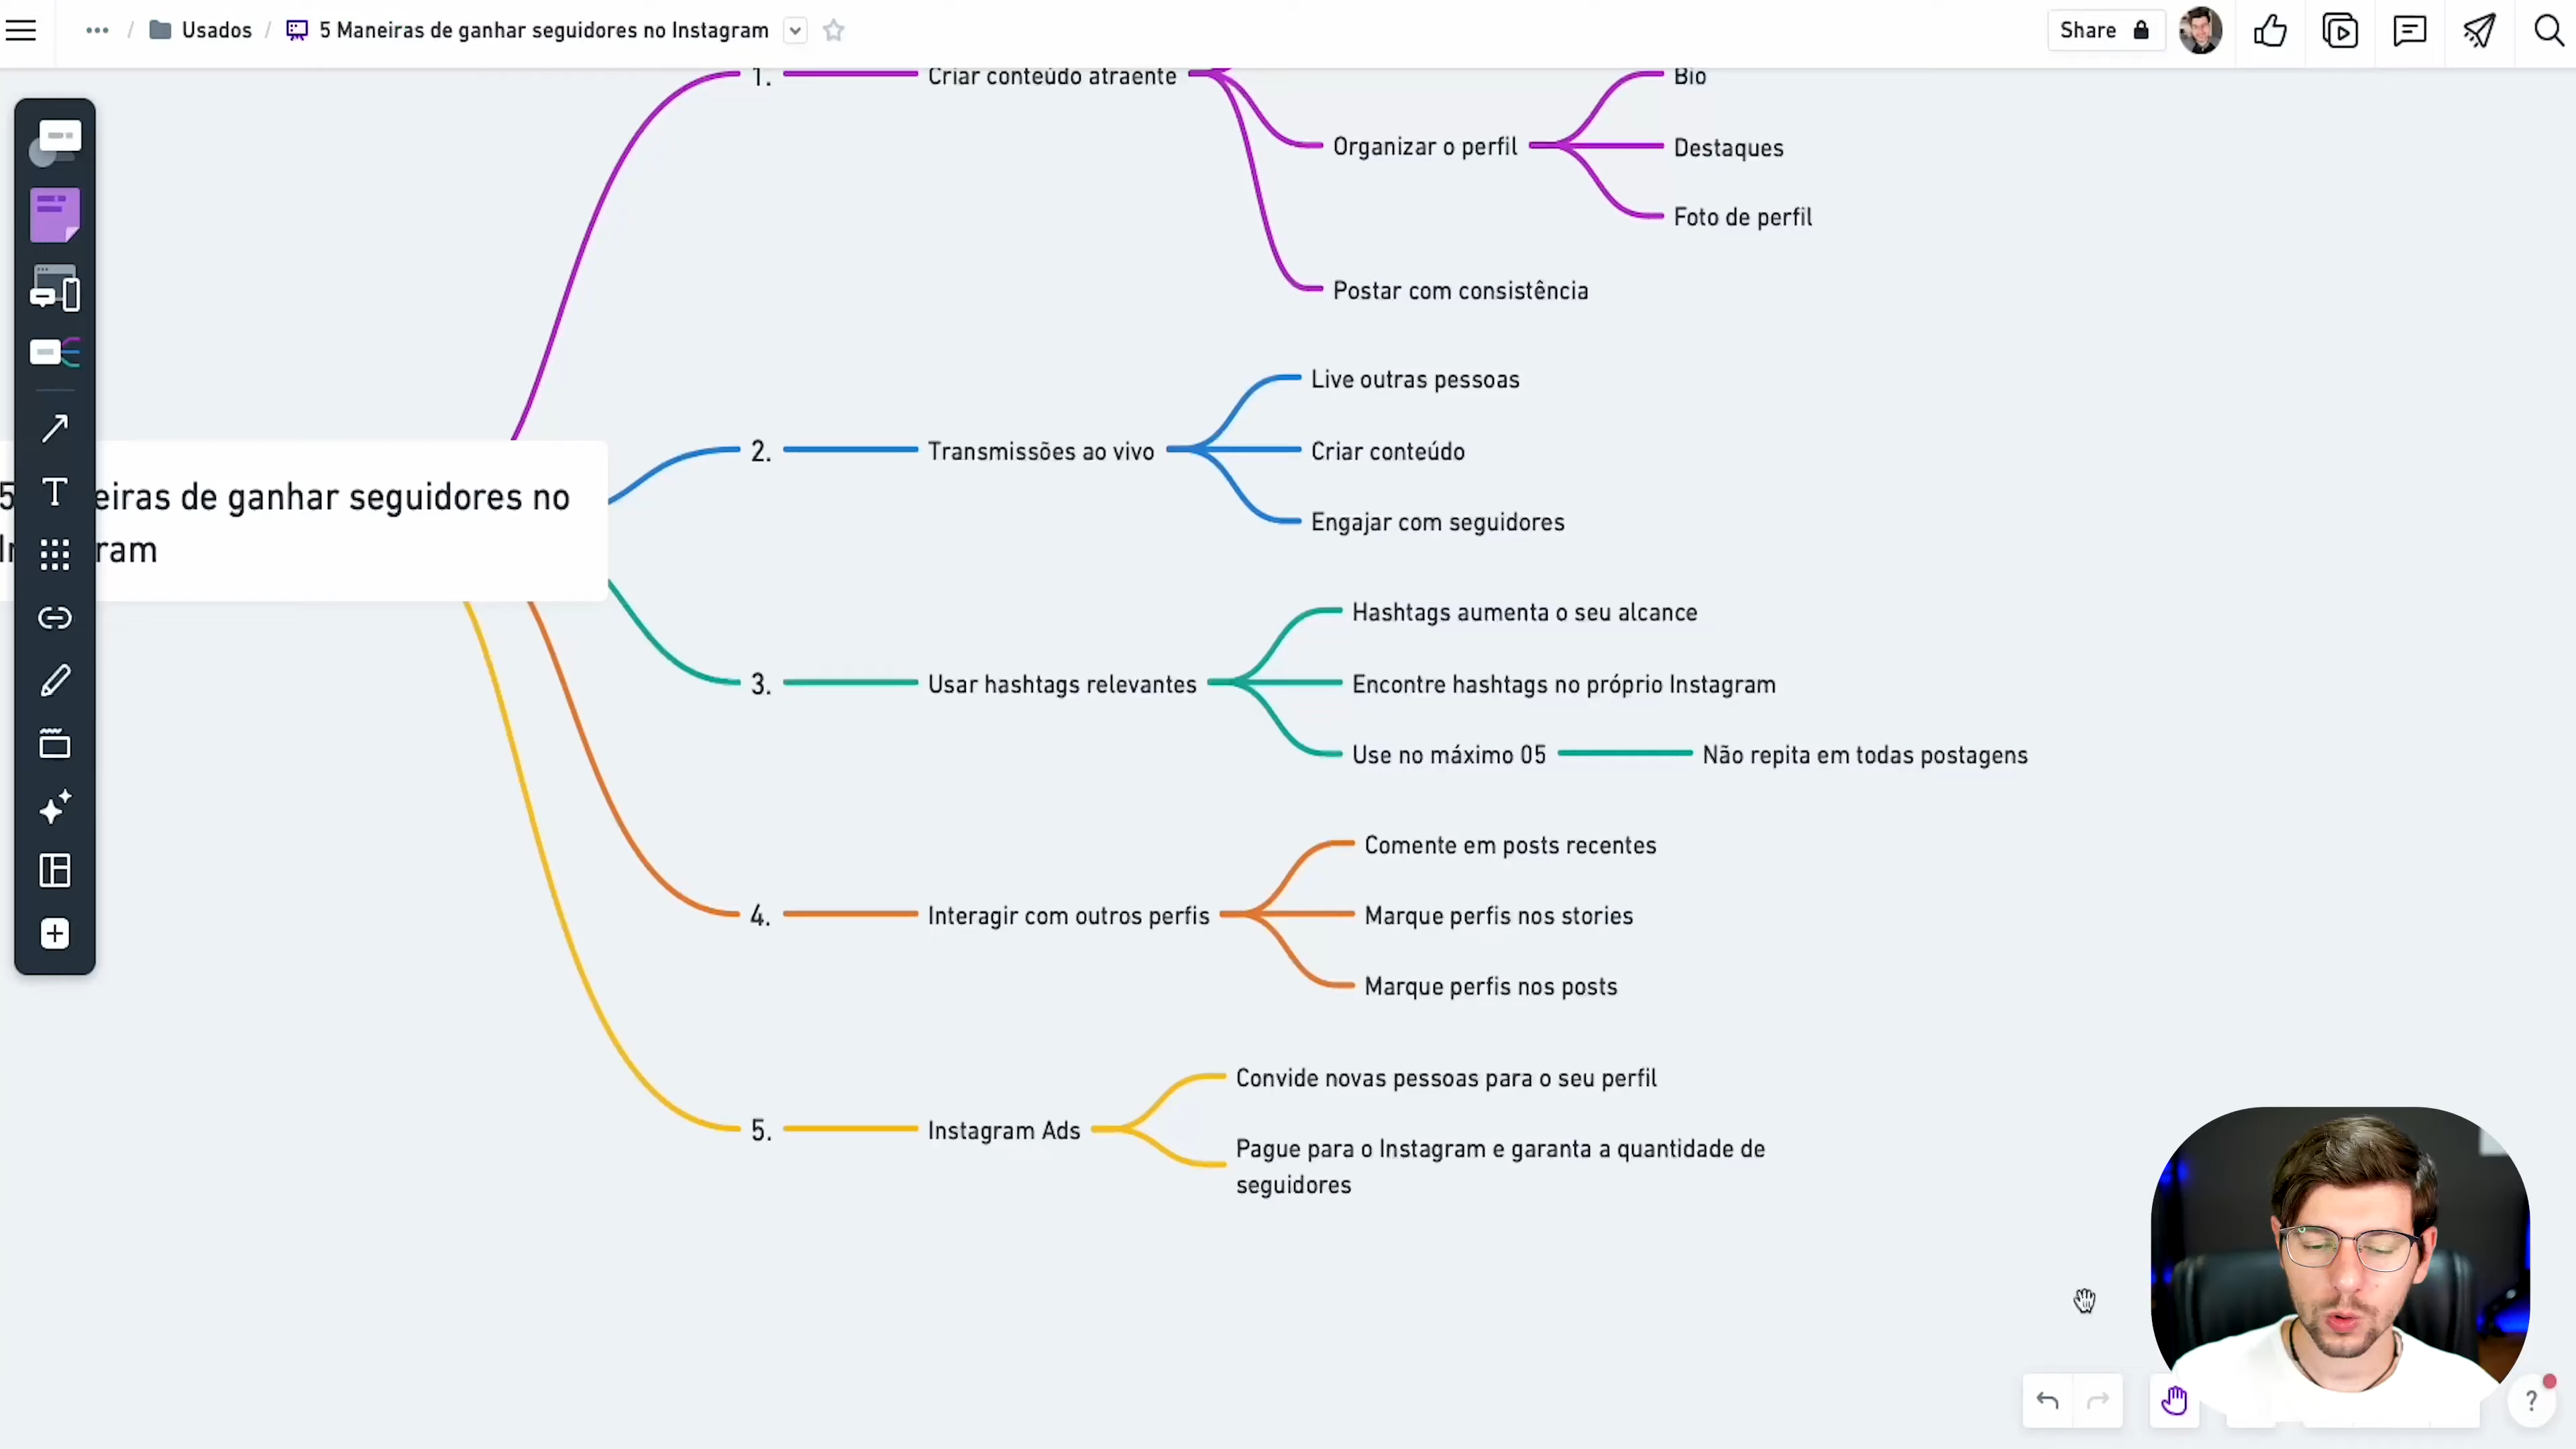 Usados / 5 Maneiras de ganhar seguidores no Instagram
Share
1. Criar conteúdo atraente
Bio
Organizar o perfil
Destaques
Foto de perfil
Postar com consistência
5 eiras de ganhar seguidores no
In ram
2. Transmissões ao vivo
Live outras pessoas
Criar conteúdo
Engajar com seguidores
3. Usar hashtags relevantes
Hashtags aumenta o seu alcance
Encontre hashtags no próprio Instagram
Use no máximo 05
Não repita em todas postagens
4. Interagir com outros perfis
Comente em posts recentes
Marque perfis nos stories
Marque perfis nos posts
5. Instagram Ads
Convide novas pessoas para o seu perfil
Pague para o Instagram e garanta a quantidade de
seguidores
?